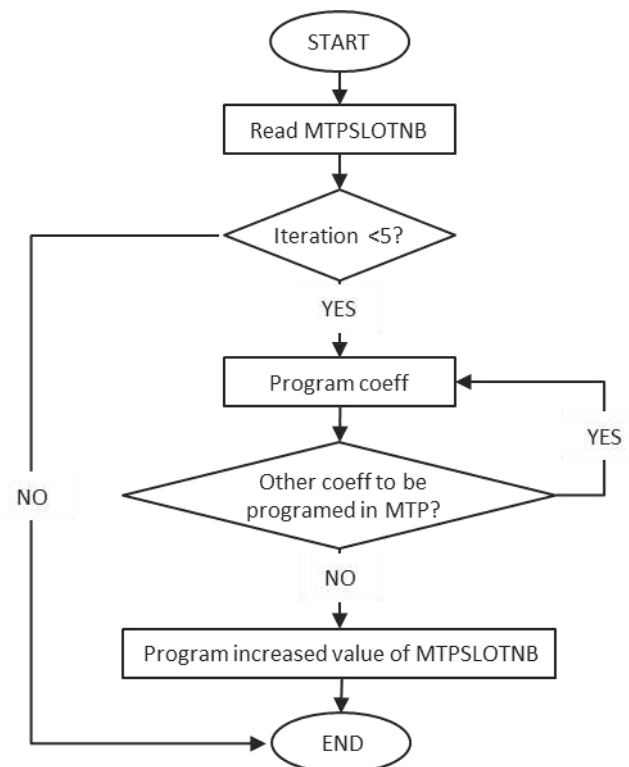 START
Read MTPSLOTNB
Iteration <5?
YES
Program coeff
YES
Other coeff to be
programed in MTP?
NO
NO
Program increased value of MTPSLOTNB
END